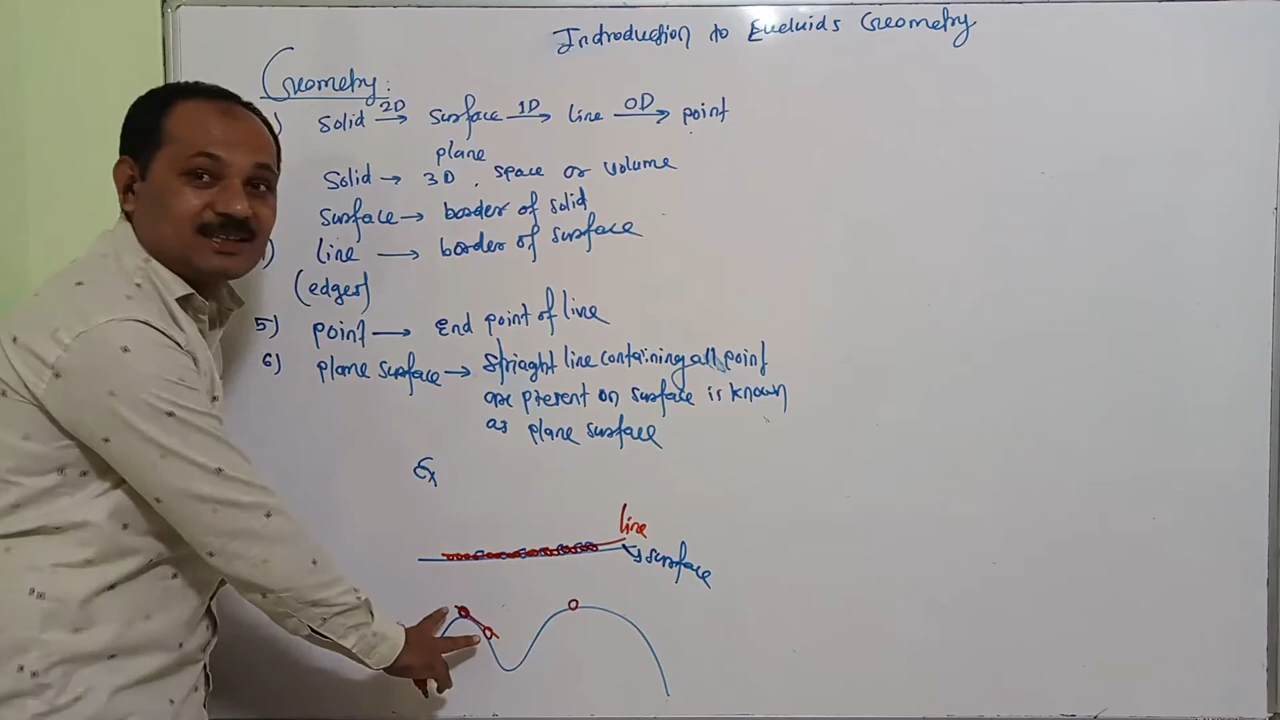 Introduction to Eucluids Geometry
Geometry:
) Solid 2D→ Surface 1D→ line 0D→ point
plane
Solid → 3D, space or volume
Surface → border of solid
) line → border of surface
(edges)
5) point → End point of line
6) plane surface → striaght line containing all point
are present on surface is known
as plane surface
Ex
line
surface